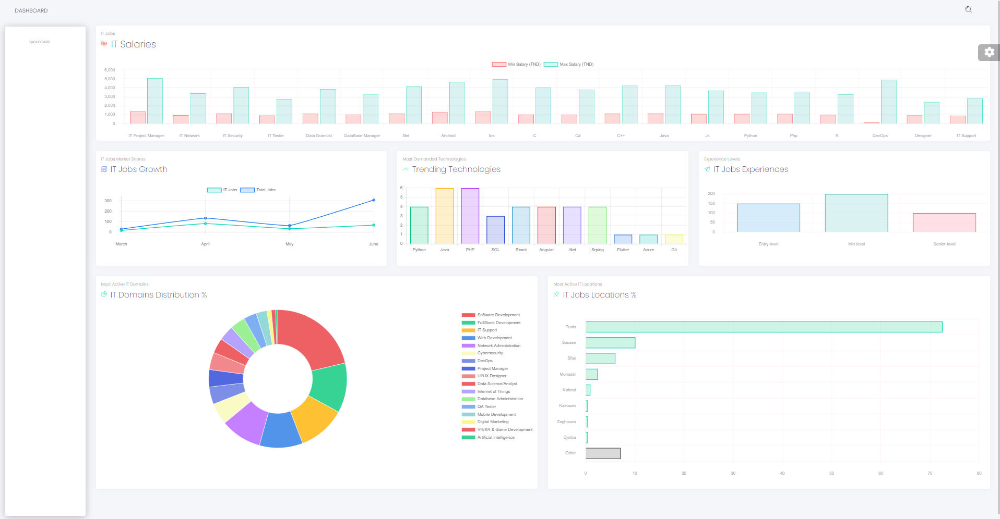 DASHBOARD
DASHBOARD
IT Jobs
IT Salaries
Min Salary (TND) Max Salary (TND)
6,000
5,000
4,000
3,000
2,000
1,000
0
IT Project Manager IT Network IT Security IT Tester Data Scientist DataBase Manager .Net Android Ios C C# C++ Java Js Python Php R DevOps Designer IT Support
IT Jobs Market Shares
IT Jobs Growth
IT Jobs Total Jobs
300
200
100
0
March April May June
Most Demanded Technologies
Trending Technologies
6
5
4
3
2
1
0
Python Java PHP SQL React Angular .Net Srping Flutter Azure Git
Experience Levels
IT Jobs Experiences
200
150
100
50
0
Entry-level Mid-level Senior-level
Most Active IT Domains
IT Domains Distribution %
Software Development
FullStack Development
IT Support
Web Development
Network Administration
Cybersecurity
DevOps
Project Manager
UI/UX Designer
Data Science/Analyst
Internet of Things
Database Administration
QA Tester
Mobile Development
Digital Marketing
VR/XR & Game Development
Artificial Intelligence
Most Active IT Locations
IT Jobs Locations %
Tunis
Sousse
Sfax
Monastir
Nabeul
Kairouan
Zaghouan
Djerba
Other
0 10 20 30 40 50 60 70 80